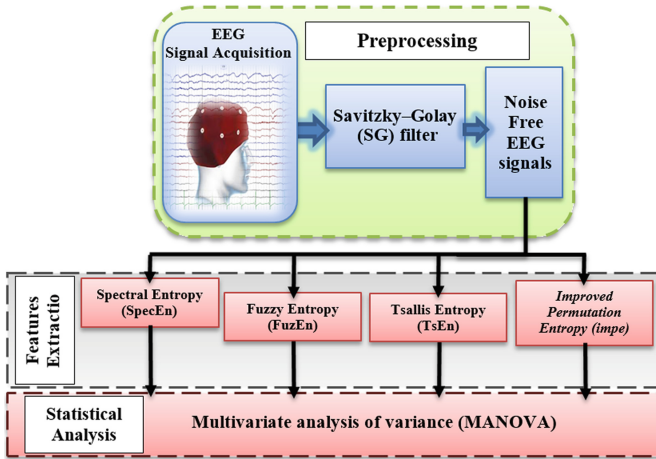 EEG
Signal Acquisition
Preprocessing
Savitzky–Golay
(SG) filter
Noise
Free
EEG
signals
Features
Extractio
Spectral Entropy
(SpecEn)
Fuzzy Entropy
(FuzEn)
Tsallis Entropy
(TsEn)
Improved
Permutation
Entropy (impe)
Statistical
Analysis
Multivariate analysis of variance (MANOVA)